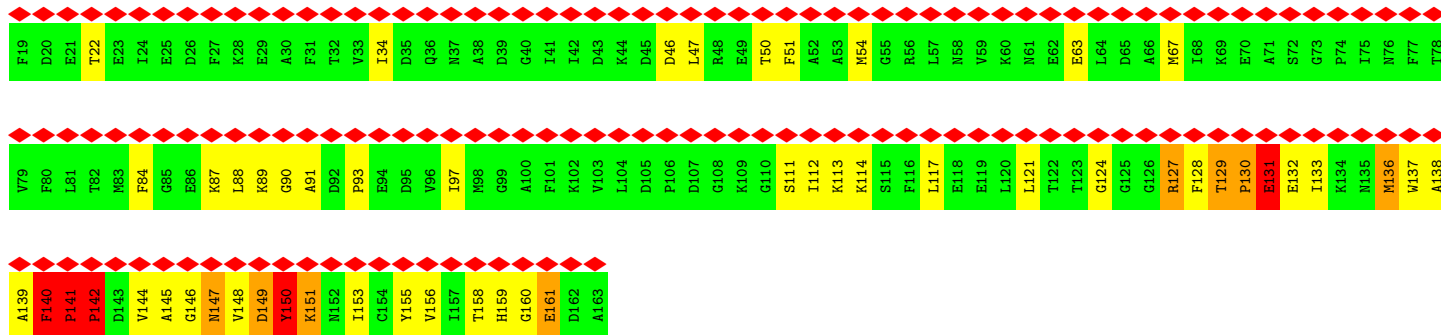 F19 D20 E21 T22 E23 I24 E25 D26 F27 K28 E29 A30 F31 T32 V33 I34 D35 Q36 N37 A38 D39 G40 I41 I42 D43 K44 D45 D46 L47 R48 E49 T50 F51 A52 A53 M54 G55 R56 L57 N58 V59 K60 N61 E62 E63 L64 D65 A66 M67 I68 K69 E70 A71 S72 G73 P74 I75 N76 F77 T78
V79 F80 L81 T82 M83 F84 G85 E86 K87 L88 K89 G90 A91 D92 P93 E94 D95 V96 I97 M98 G99 A100 F101 K102 V103 L104 D105 P106 D107 G108 K109 G110 S111 I112 K113 K114 S115 F116 L117 E118 E119 L120 L121 T122 T123 G124 G125 G126 R127 F128 T129 P130 E131 E132 I133 K134 N135 M136 W137 A138
A139 F140 P141 P142 D143 V144 A145 G146 N147 V148 D149 Y150 K151 N152 I153 C154 Y155 V156 I157 T158 H159 G160 E161 D162 A163